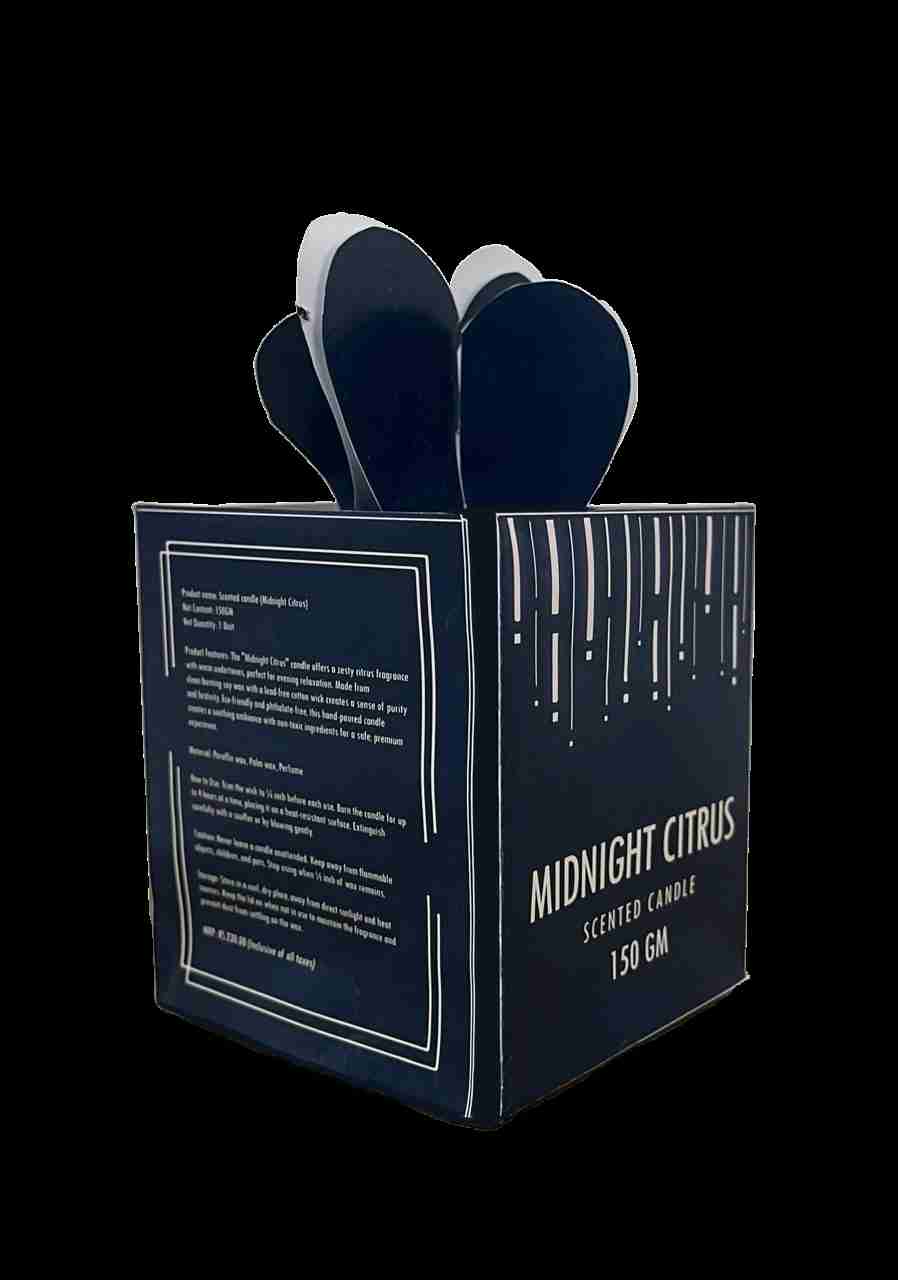 Product name: Scented candle (Midnight Citrus)
Net Content: 150GM
Net Quantity: 1 Unit
Product Features: The "Midnight Citrus" candle offers a zesty citrus fragrance
with warm undertones, perfect for evening relaxation. Made from
clean-burning soy wax with a lead-free cotton wick creates a sense of purity
and festivity. Eco-friendly and phthalate free, this hand-poured candle
creates a soothing ambiance with non-toxic ingredients for a safe, premium
experience.
Material: Paraffin wax, Palm wax, Perfume
How to Use: Trim the wick to ¼ inch before each use. Burn the candle for up
to 4 hours at a time, placing it on a heat-resistant surface. Extinguish
carefully with a snuffer or by blowing gently.
Caution: Never leave a candle unattended. Keep away from flammable
objects, children, and pets. Stop using when ½ inch of wax remains.
Storage: Store in a cool, dry place, away from direct sunlight and heat
sources. Keep the lid on when not in use to maintain the fragrance and
prevent dust from settling on the wax.
MRP: (Inclusive of all taxes)
MIDNIGHT CITRUS
SCENTED CANDLE
150 GM